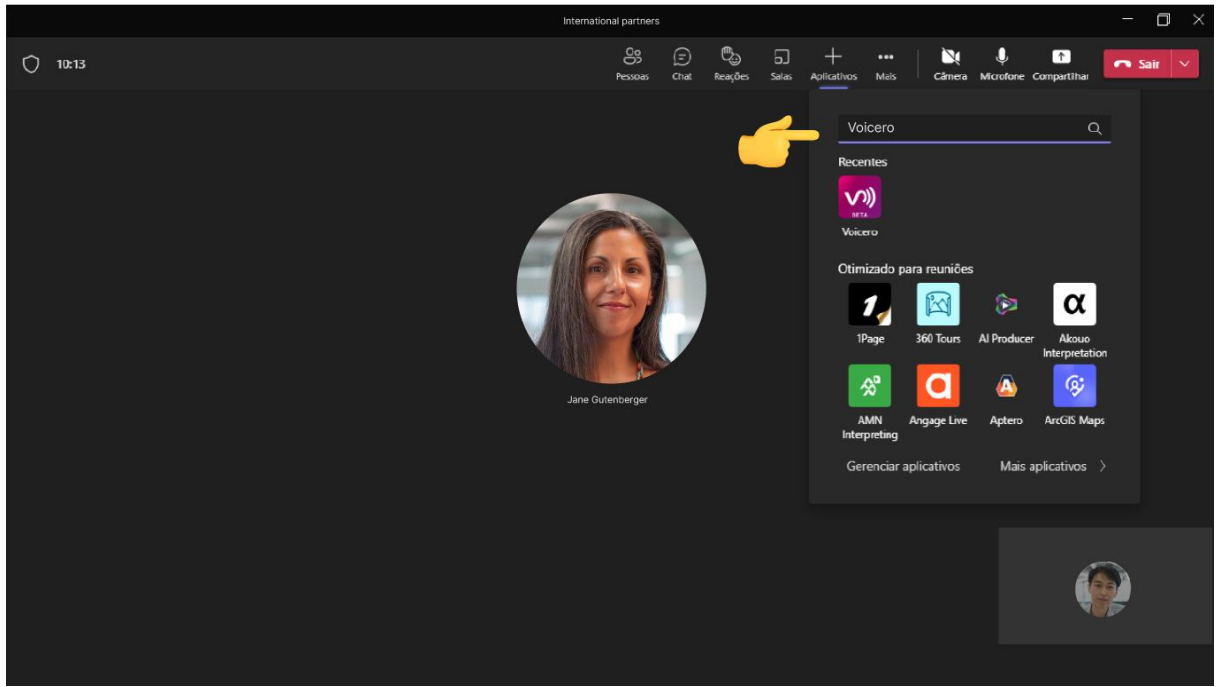 International partners
10:13
Pessoas Chat Reações Salas Aplicativos Mais Câmera Microfone Compartilhar Sair
Voicero
Recentes
BETA
Voicero
Otimizado para reuniões
1Page 360 Tours AI Producer Akouo Interpretation
AMN Interpreting Angage Live Aptero ArcGIS Maps
Gerenciar aplicativos Mais aplicativos
Jane Gutenberger